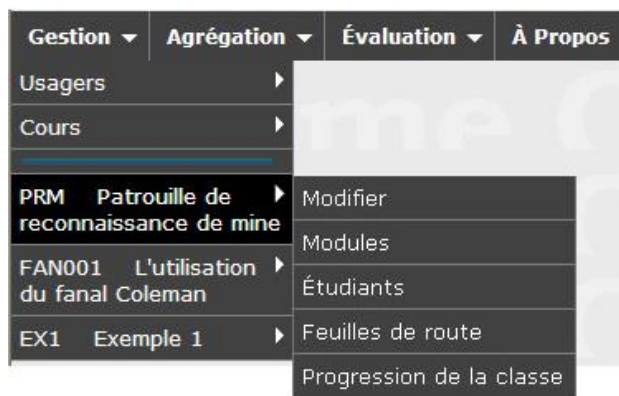 Gestion Agrégation Évaluation À Propos
Usagers
Cours
PRM Patrouille de
reconnaissance de mine
FAN001 L'utilisation
du fanal Coleman
EX1 Exemple 1
Modifier
Modules
Étudiants
Feuilles de route
Progression de la classe